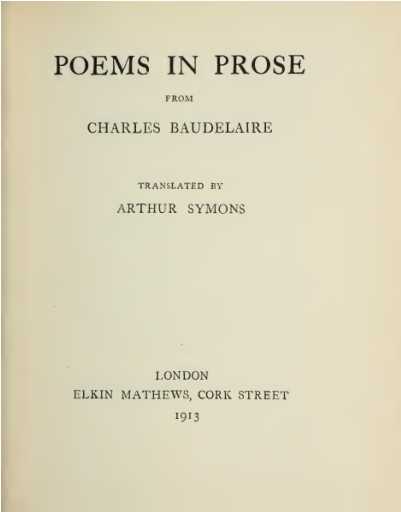 POEMS IN PROSE
FROM
CHARLES BAUDELAIRE
TRANSLATED BY
ARTHUR SYMONS
LONDON
ELKIN MATHEWS, CORK STREET
1913